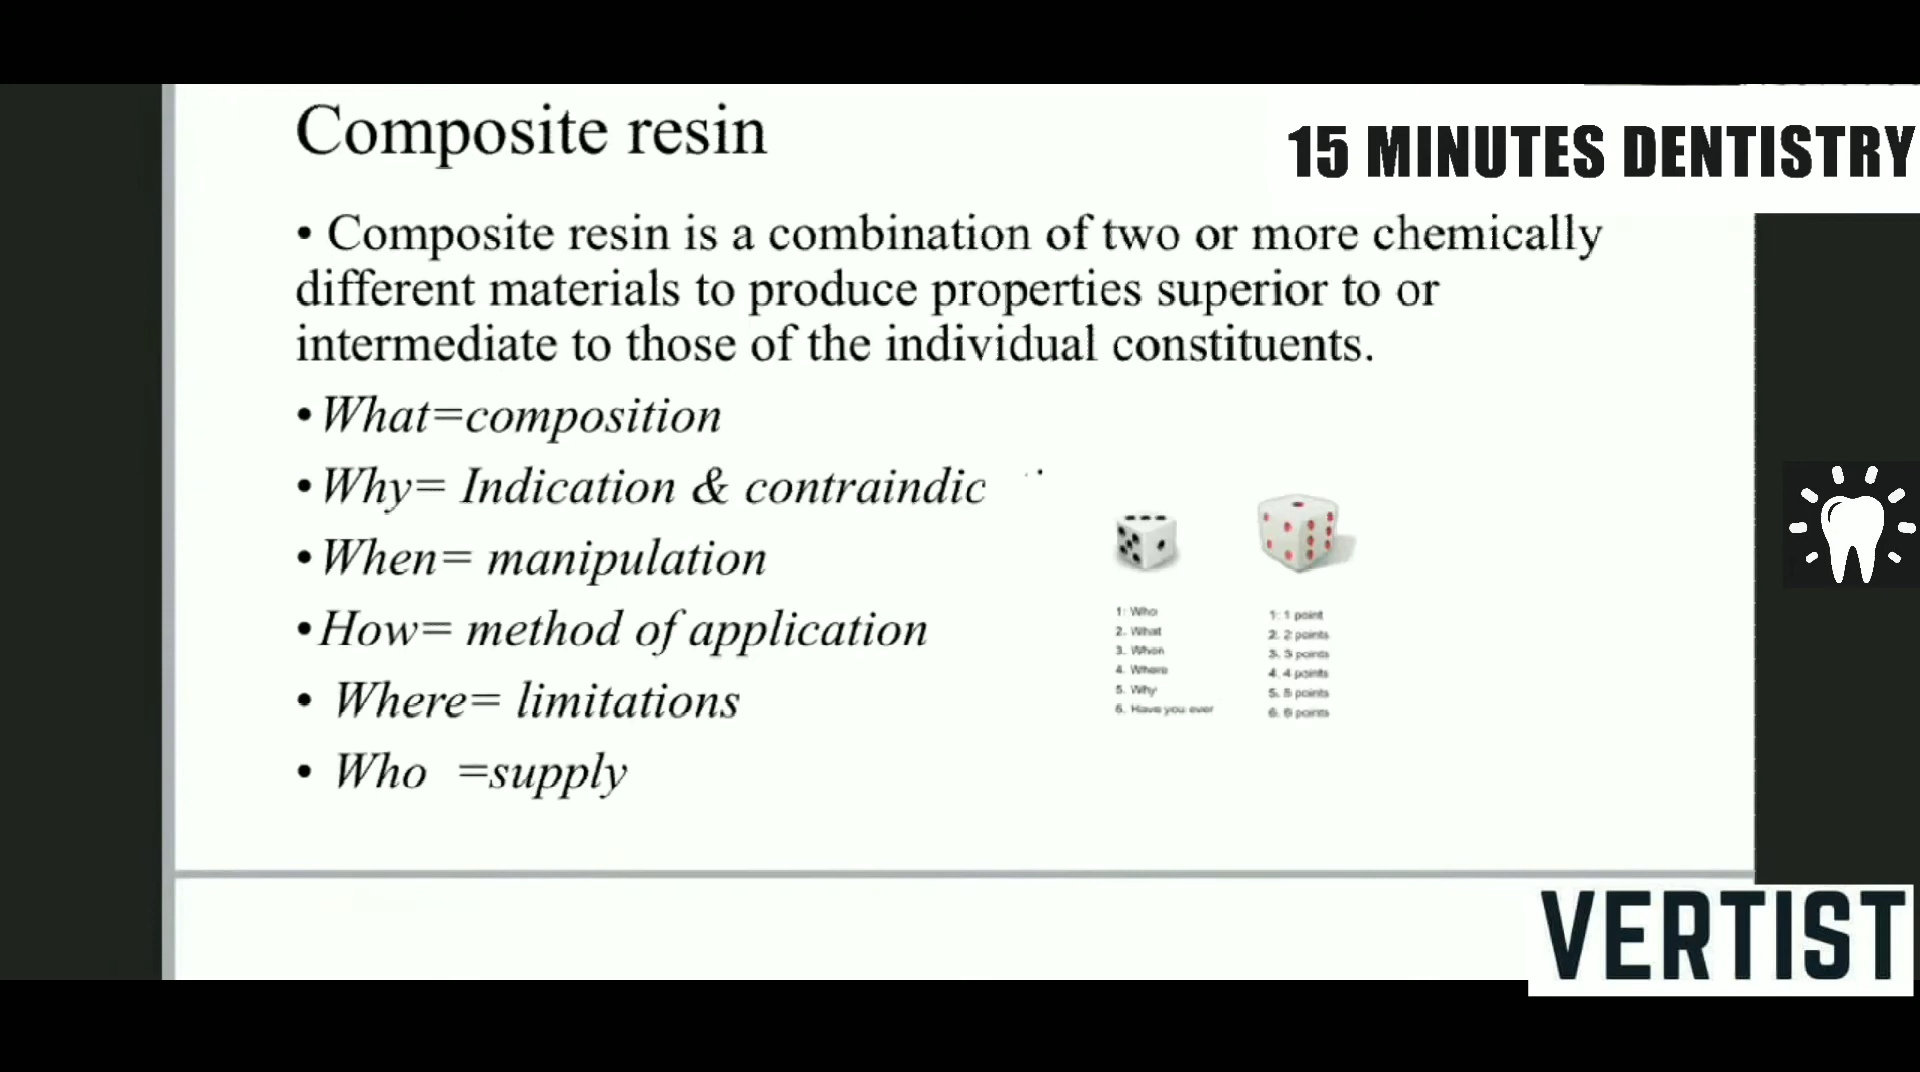 Composite resin
15 MINUTES DENTISTRY
• Composite resin is a combination of two or more chemically
different materials to produce properties superior to or
intermediate to those of the individual constituents.
•What=composition
•Why= Indication & contraindic
•When= manipulation
•How= method of application
• Where= limitations
• Who =supply
1: Who
2. What
3. When
4. Where
5. Why
6. Have you ever
1: 1 point
2. 2 points
3. 3 points
4. 4 points
5. 5 points
6. 6 points
VERTIST